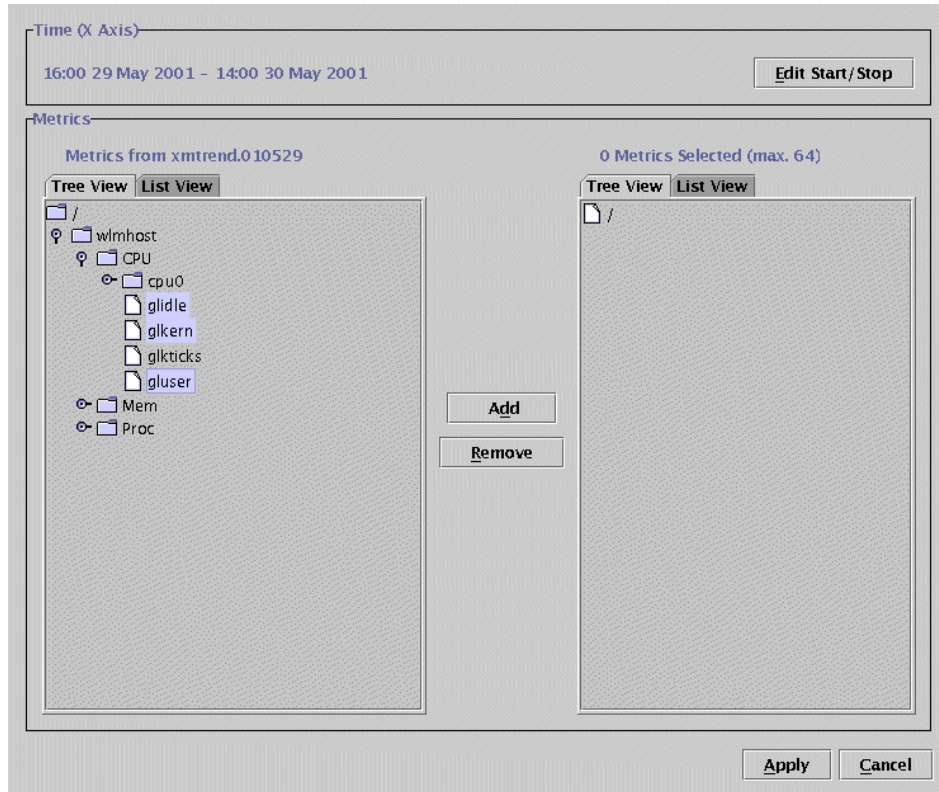 Time (X Axis)
16:00 29 May 2001 - 14:00 30 May 2001
Edit Start/Stop
Metrics
Metrics from xmtrend.010529
0 Metrics Selected (max. 64)
Tree View List View
Tree View List View
/
wlmhost
CPU
cpu0
glidle
glkern
glkticks
gluser
Mem
Proc
/
Add
Remove
Apply
Cancel